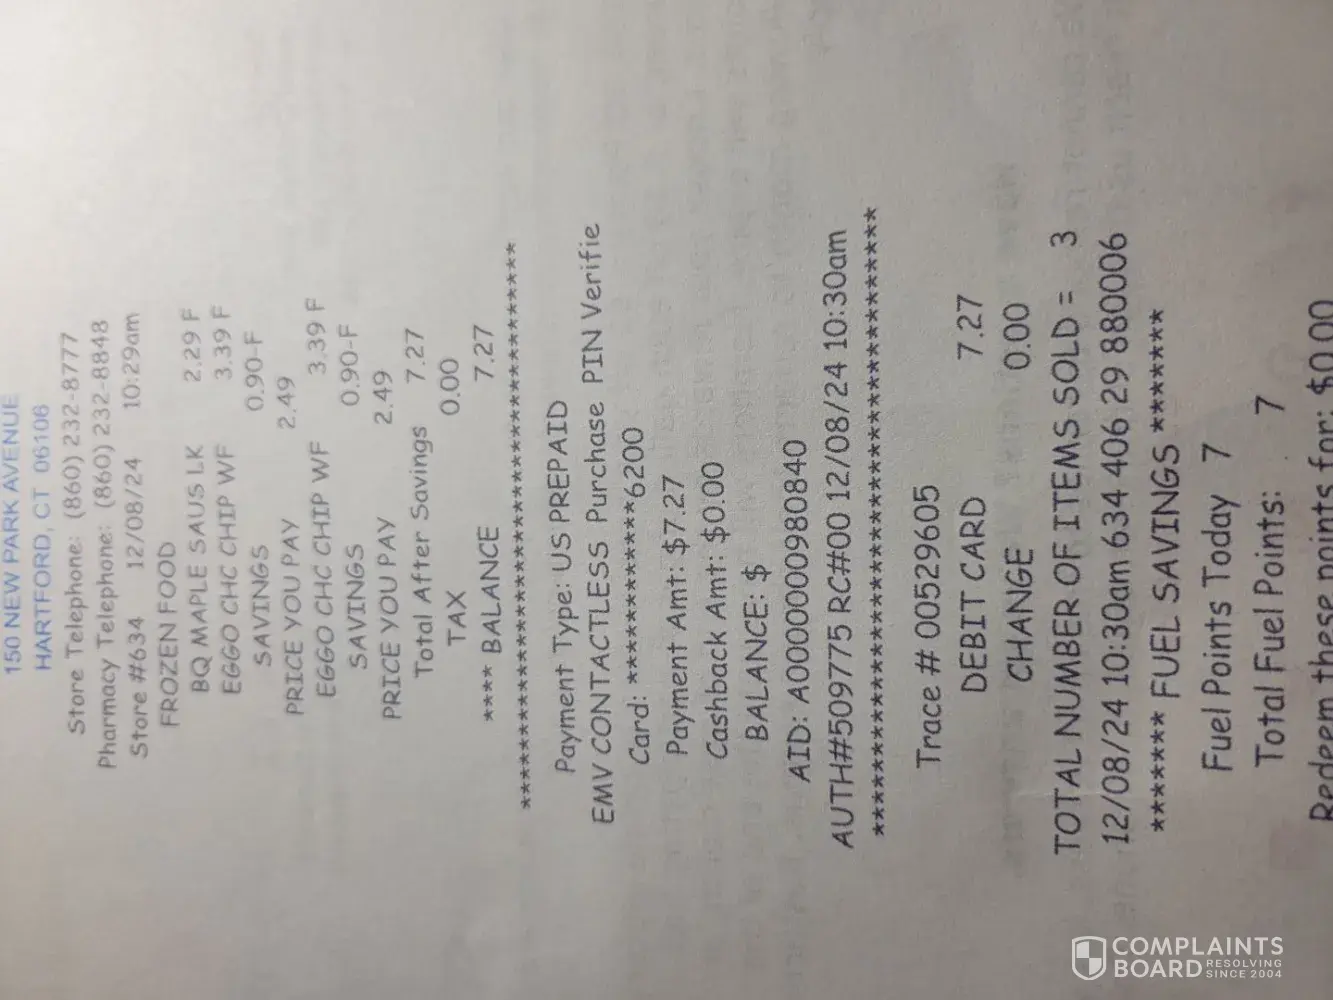 150 NEW PARK AVENUE
HARTFORD, CT 06106
Store Telephone: (860) 232-8777
Pharmacy Telephone: (860) 232-8848
Store #634 12/08/24 10:29am
FROZEN FOOD
BQ MAPLE SAUS LK 2.29 F
EGGO CHC CHIP WF 3.39 F
SAVINGS 0.90-F
PRICE YOU PAY 2.49
EGGO CHC CHIP WF 3.39 F
SAVINGS 0.90-F
PRICE YOU PAY 2.49
Total After Savings 7.27
TAX 0.00
**** BALANCE 7.27
******************************************
Payment Type: US PREPAID
EMV CONTACTLESS Purchase PIN Verifie
Card: ************6200
Payment Amt: $7.27
Cashback Amt: $0.00
BALANCE: $
AID: A0000000980840
AUTH#509775 RC#00 12/08/24 10:30am
******************************************
Trace # 00529605
DEBIT CARD 7.27
CHANGE 0.00
TOTAL NUMBER OF ITEMS SOLD = 3
12/08/24 10:30am 634 406 29 880006
******* FUEL SAVINGS *******
Fuel Points Today 7
Total Fuel Points: 7
Redeem these points for: $0.00
COMPLAINTS
BOARD RESOLVING
SINCE 2004